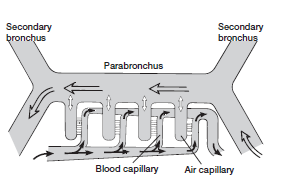 Secondary
bronchus
Secondary
bronchus
Parabronchus
Blood capillary
Air capillary